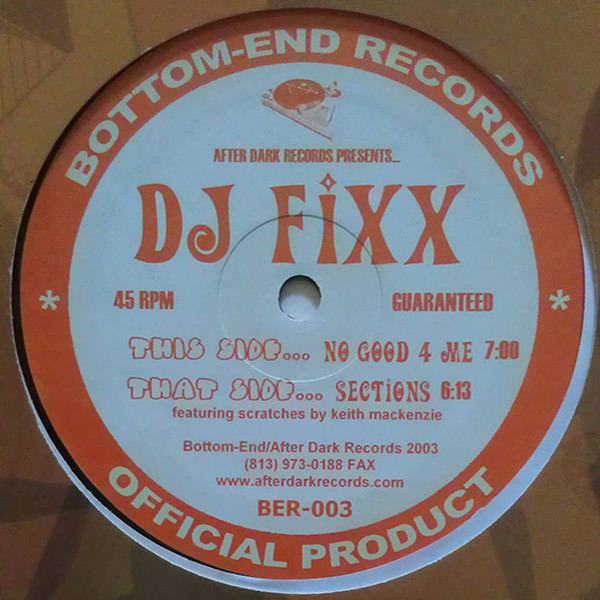 BOTTOM-END RECORDS
AFTER DARK RECORDS PRESENTS...
DJ FiXX
45 RPM GUARANTEED
THIS SIDE... NO GOOD 4 ME 7:00
THAT SIDE... SECTiONS 6:13
featuring scratches by keith mackenzie
Bottom-End/After Dark Records 2003
(813) 973-0188 FAX
www.afterdarkrecords.com
BER-003
* OFFICIAL PRODUCT *